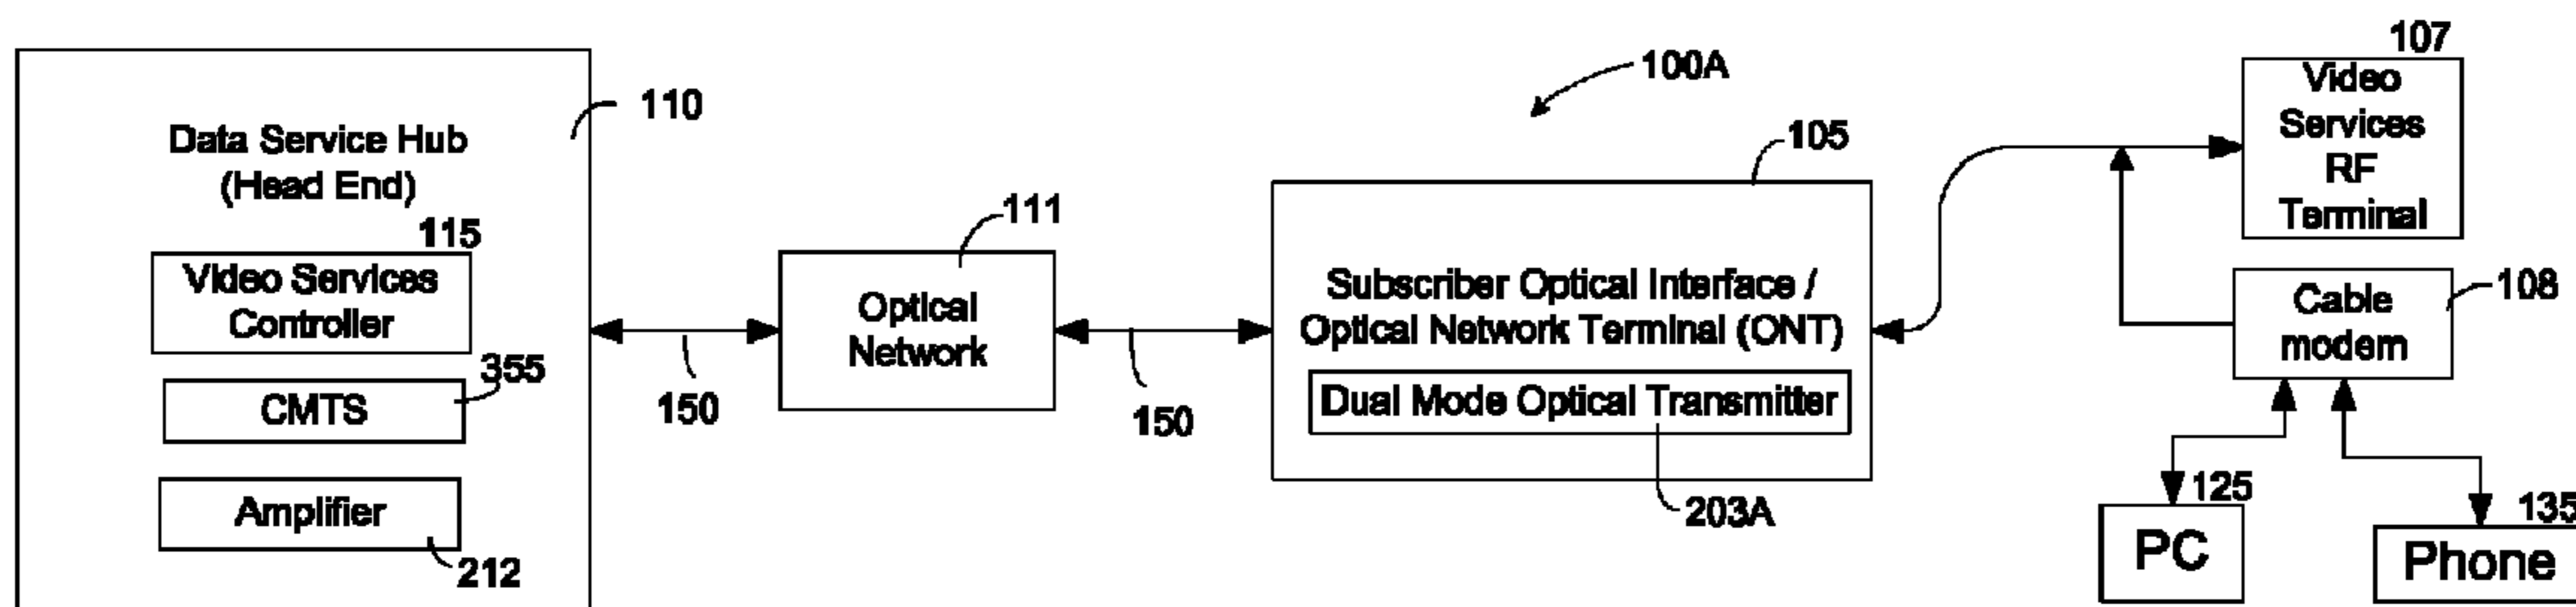 110
Data Service Hub
(Head End)
115
Video Services
Controller
355
CMTS
Amplifier
212
150
111
Optical
Network
150
100A
105
Subscriber Optical Interface /
Optical Network Terminal (ONT)
Dual Mode Optical Transmitter
203A
107
Video
Services
RF
Terminal
108
Cable
modem
125
PC
135
Phone